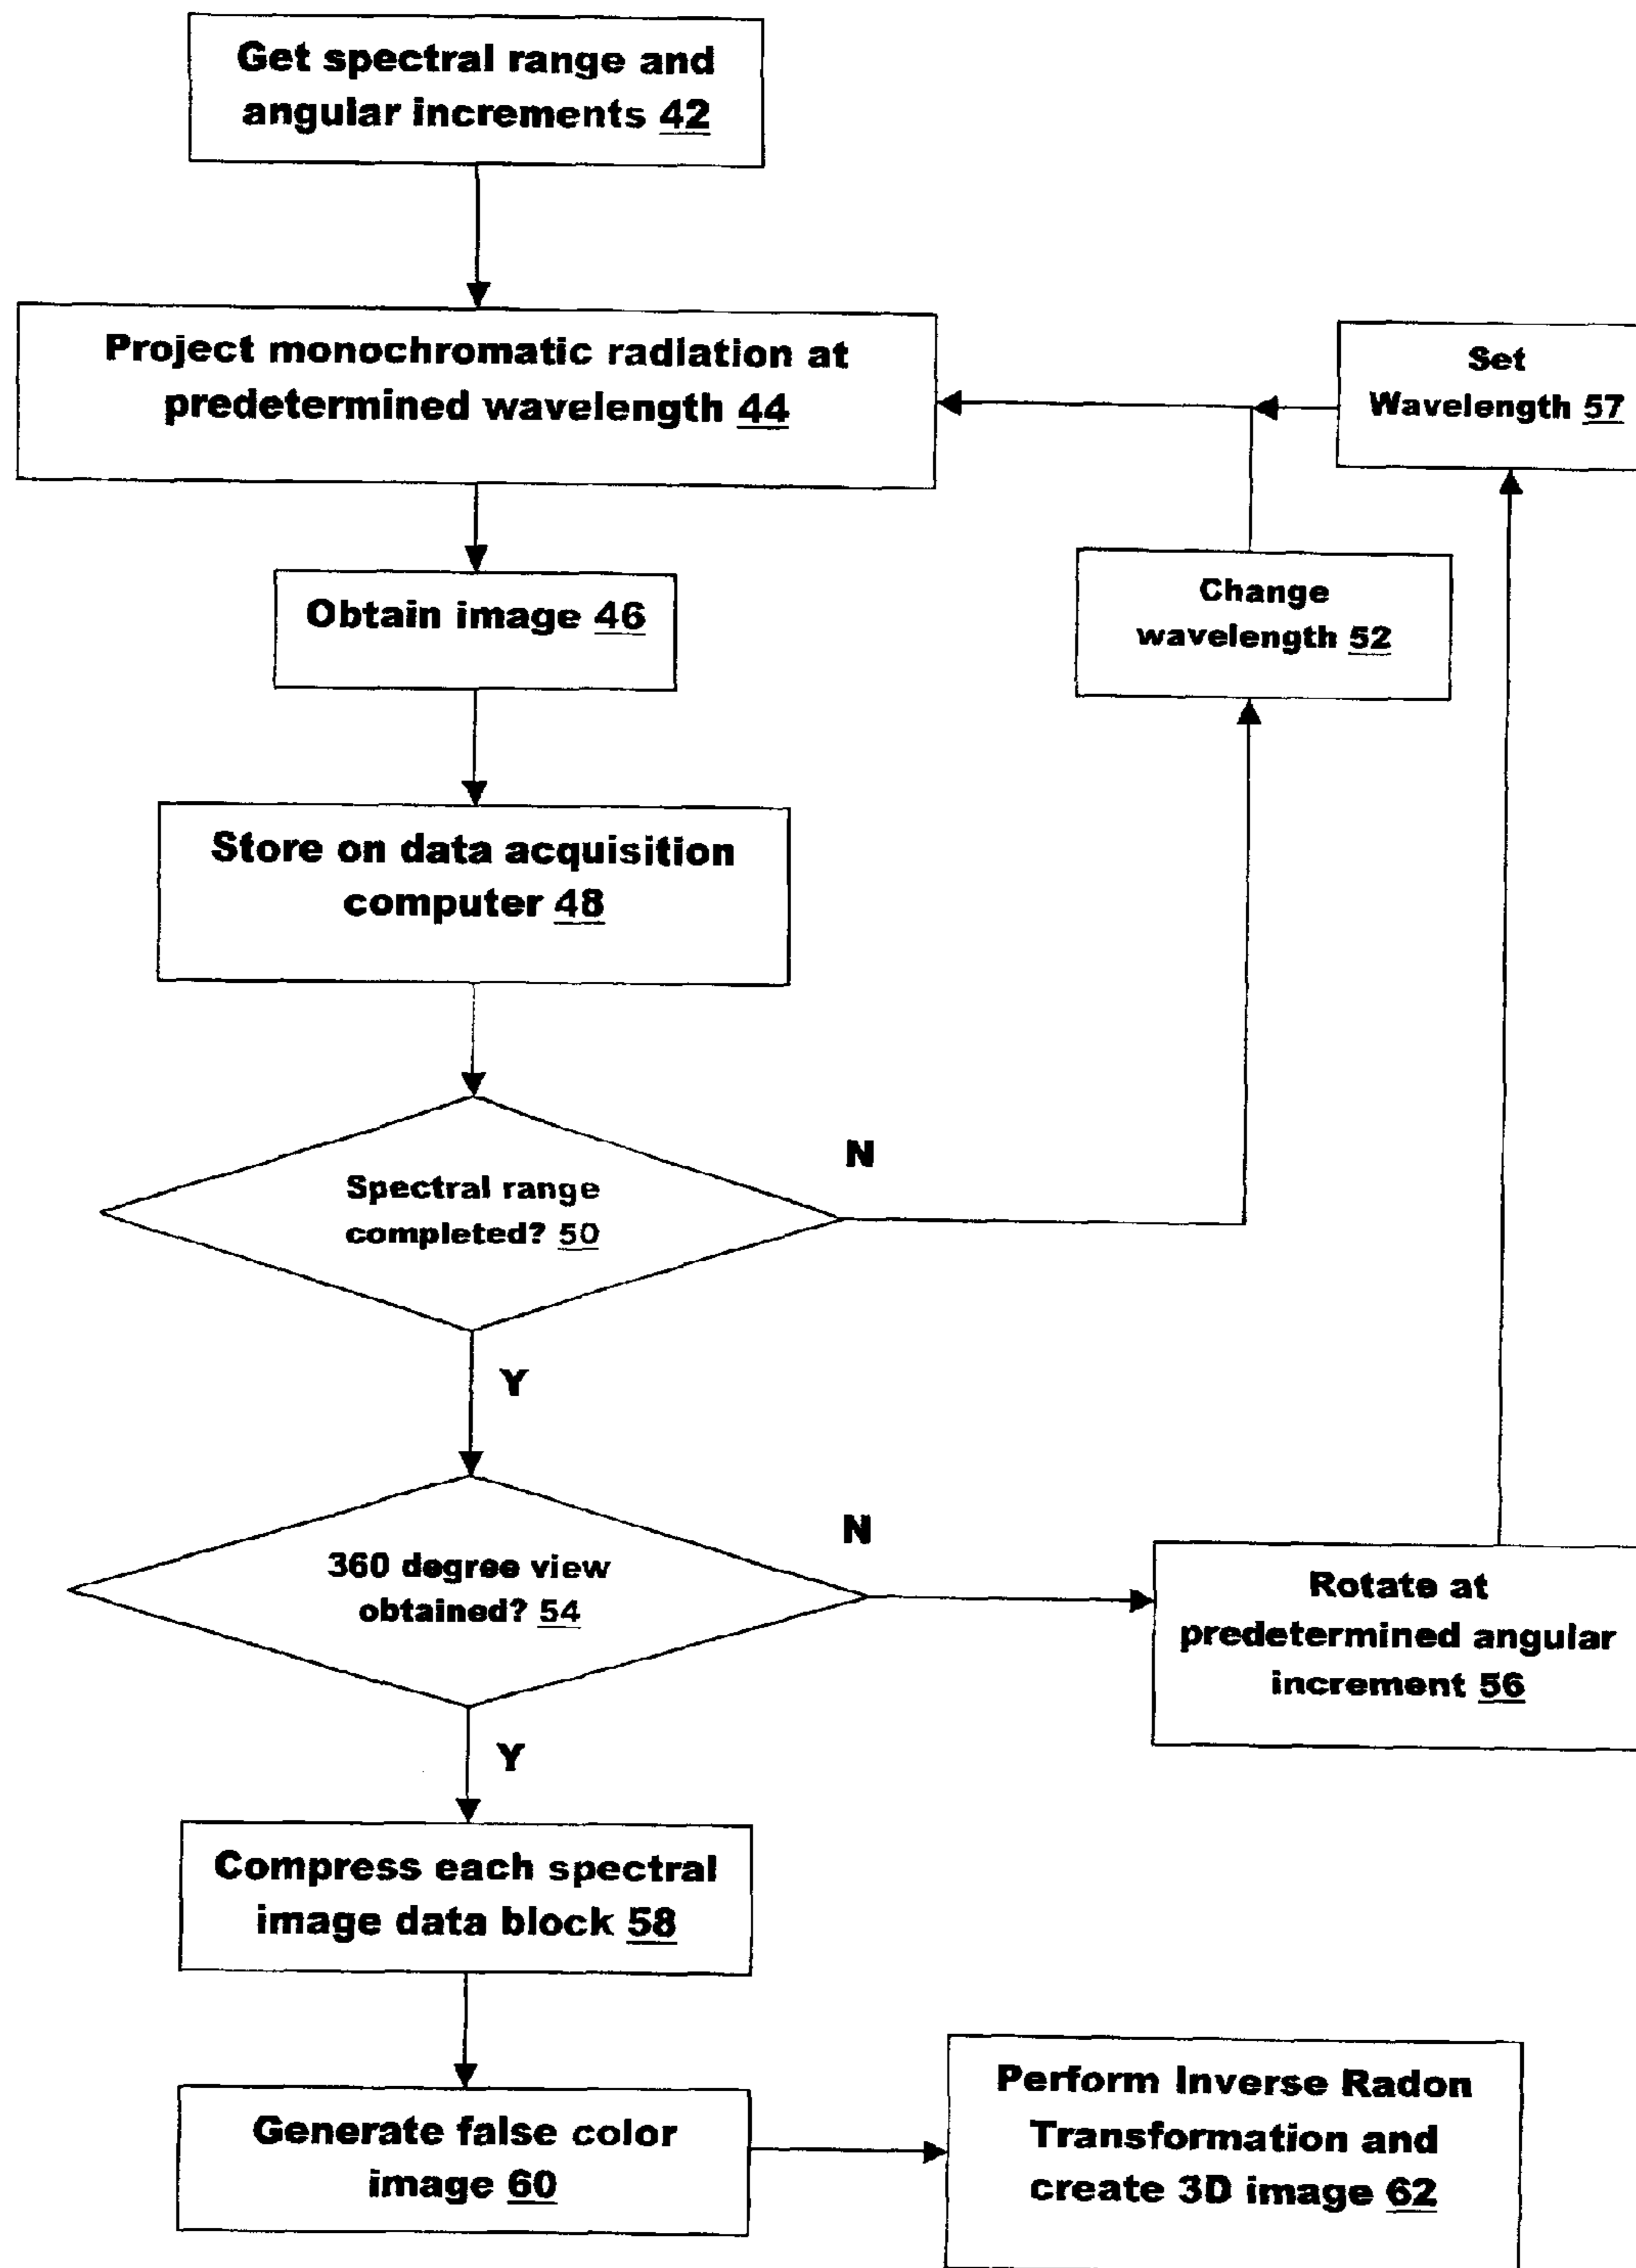 Get spectral range and
angular increments 42
Project monochromatic radiation at
predetermined wavelength 44
Set
Wavelength 57
Obtain image 46
Change
wavelength 52
Store on data acquisition
computer 48
N
Spectral range
completed? 50
Y
N
360 degree view
obtained? 54
Rotate at
predetermined angular
increment 56
Y
Compress each spectral
image data block 58
Generate false color
image 60
Perform Inverse Radon
Transformation and
create 3D image 62